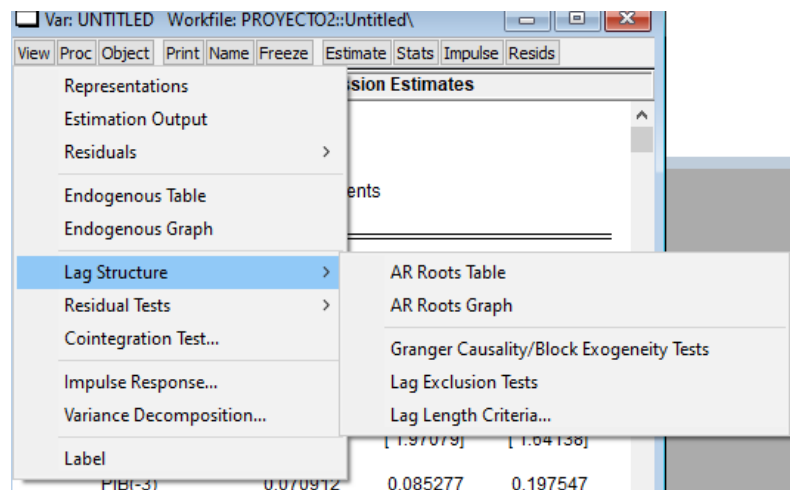 Var: UNTITLED Workfile: PROYECTO2::Untitled\
View Proc Object Print Name Freeze Estimate Stats Impulse Resids
Representations
ssion Estimates
Estimation Output
Residuals
ents
Endogenous Table
Endogenous Graph
Lag Structure
AR Roots Table
Residual Tests
AR Roots Graph
Cointegration Test...
Granger Causality/Block Exogeneity Tests
Impulse Response...
Lag Exclusion Tests
Variance Decomposition...
Lag Length Criteria...
[ 1.97079] [ 1.64138]
Label
PIB(-3) 0.070912 0.085277 0.197547